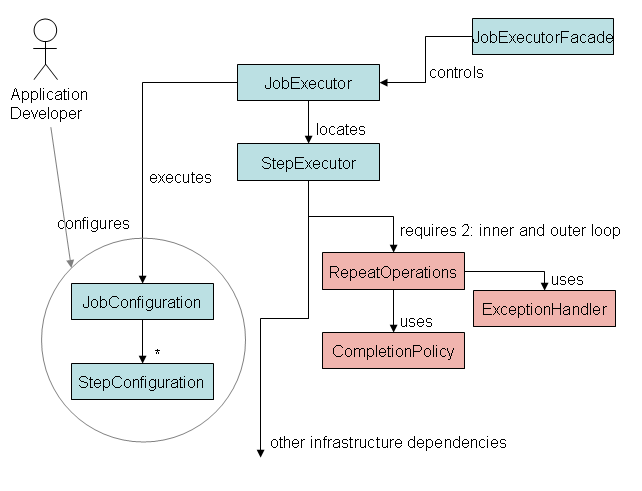 JobExecutorFacade
controls
Application
Developer
JobExecutor
locates
StepExecutor
executes
configures
requires 2: inner and outer loop
RepeatOperations
uses
ExceptionHandler
JobConfiguration
uses
*
CompletionPolicy
StepConfiguration
other infrastructure dependencies